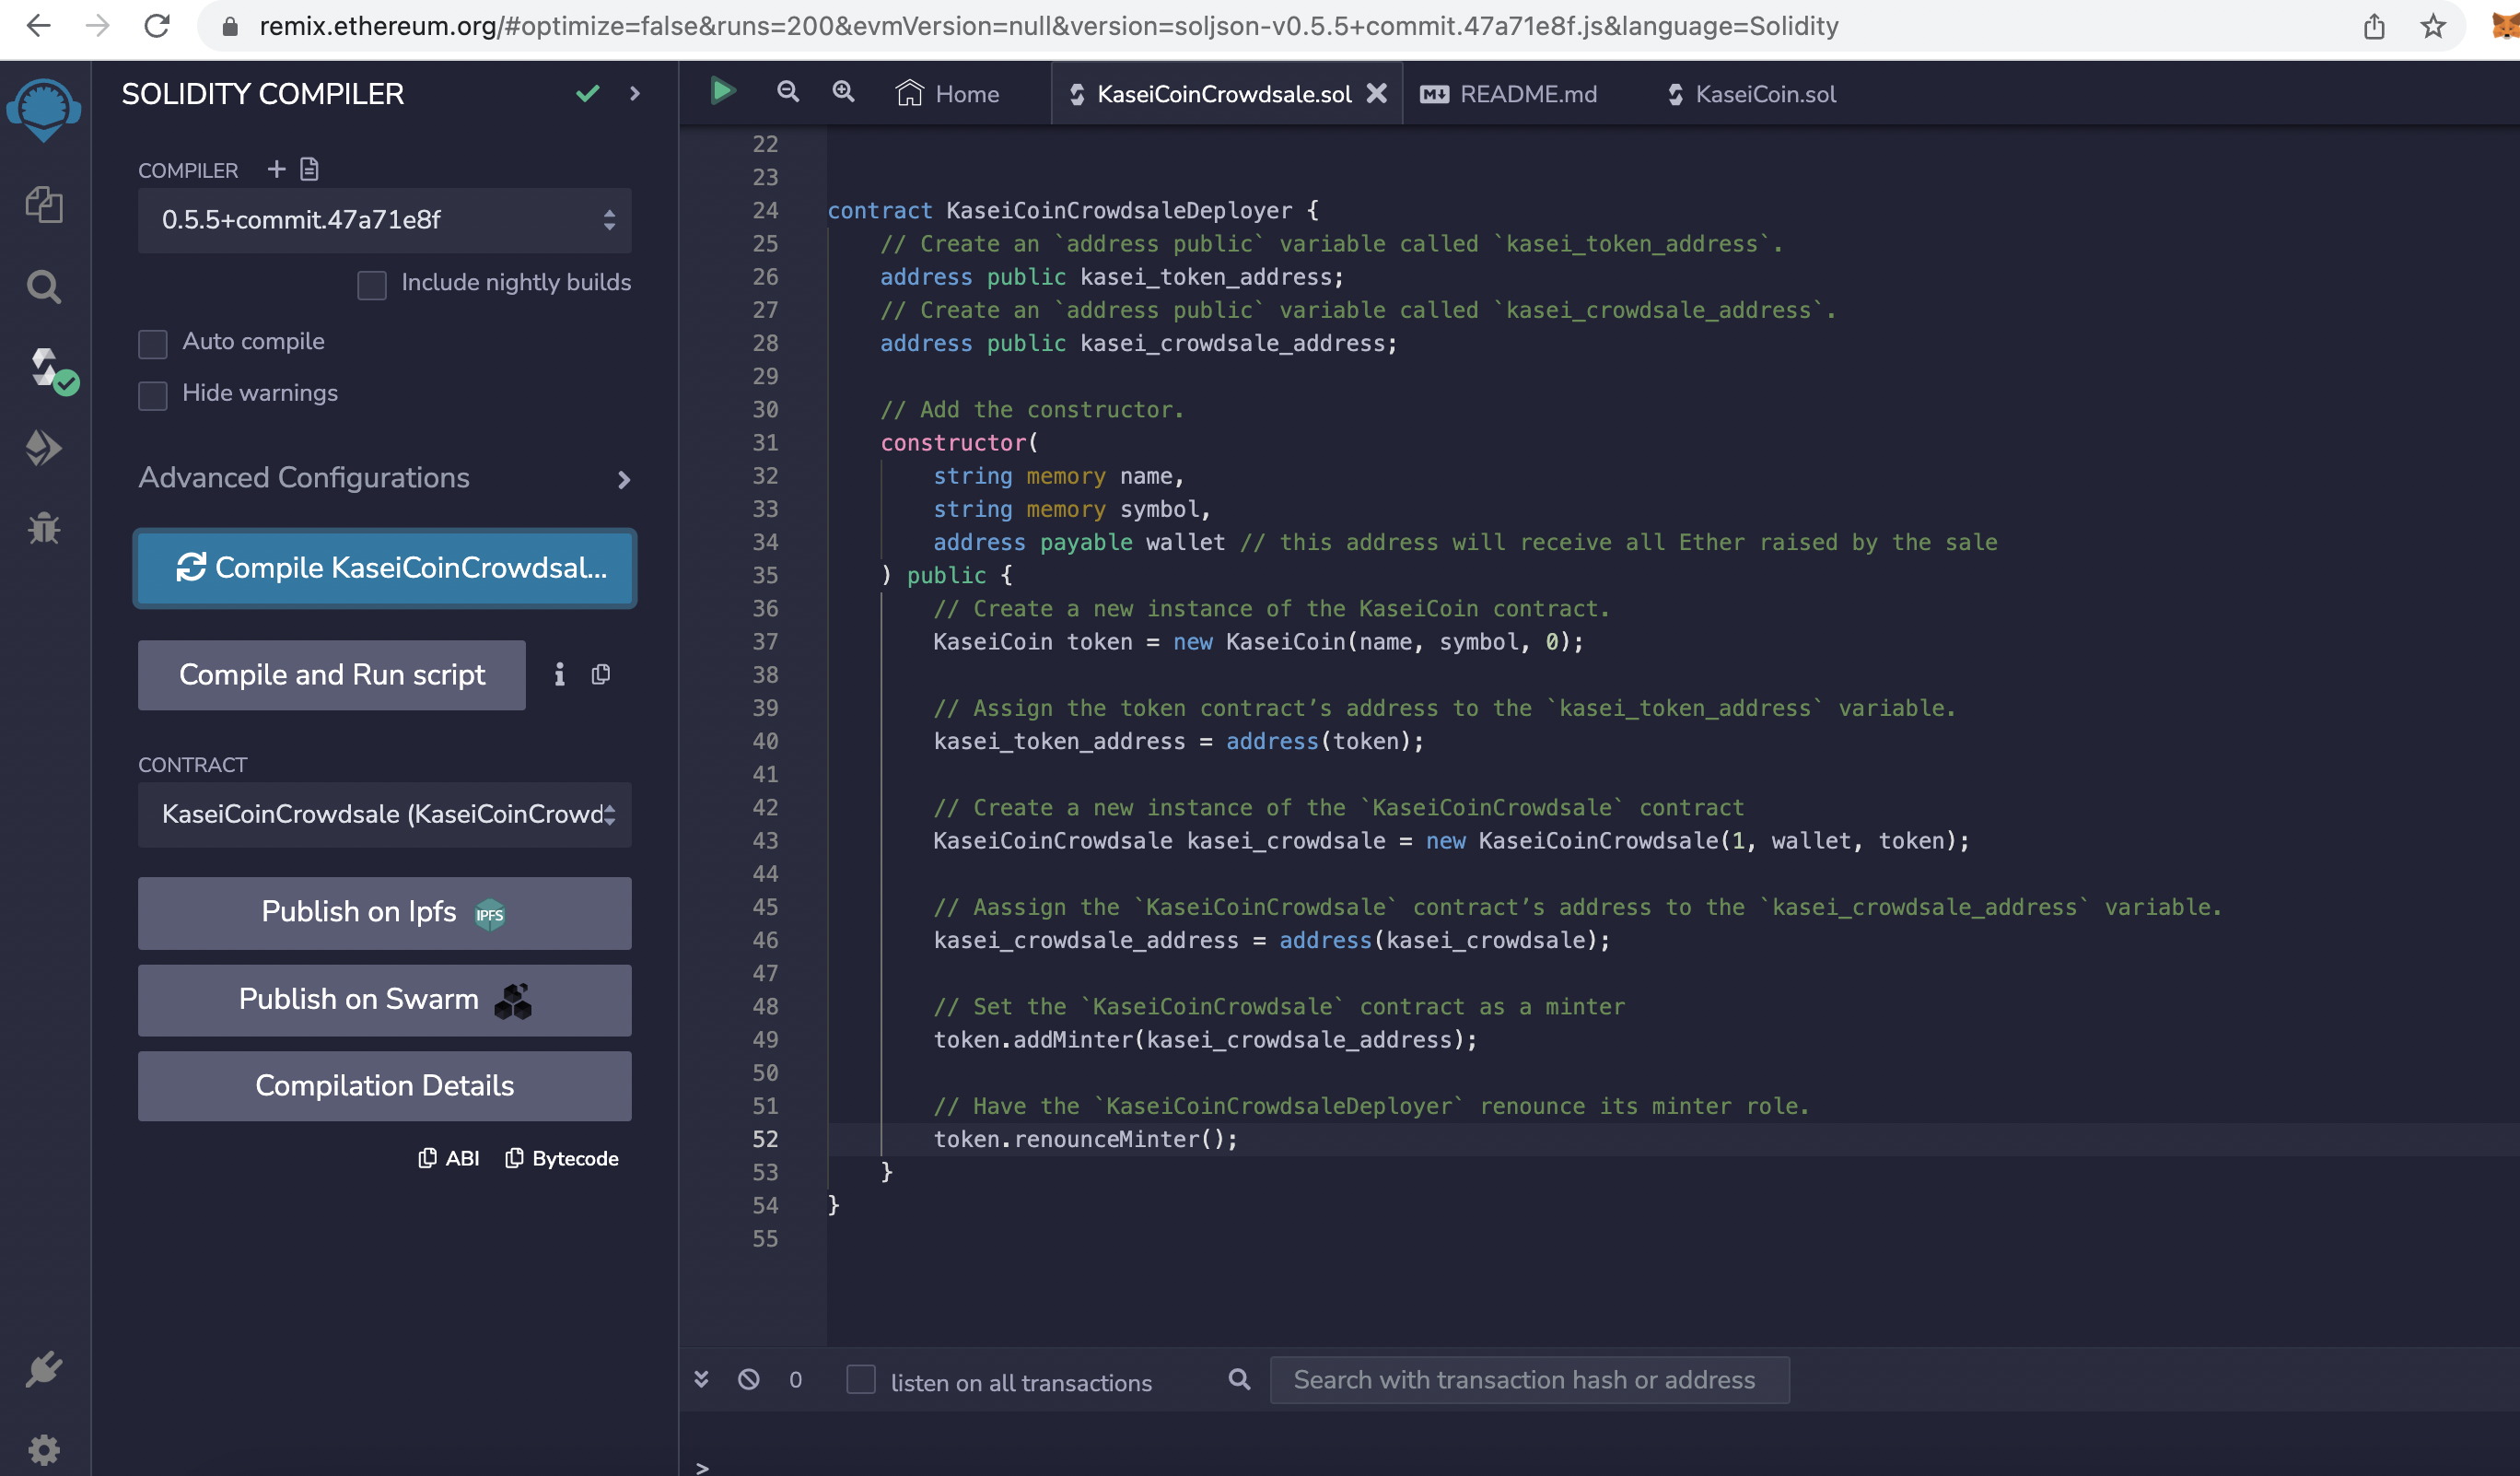 remix.ethereum.org/#optimize=false&runs=200&evmVersion=null&version=soljson-v0.5.5+commit.47a71e8f.js&language=Solidity
SOLIDITY COMPILER
COMPILER
0.5.5+commit.47a71e8f
Include nightly builds
Auto compile
Hide warnings
Advanced Configurations
Compile KaseiCoinCrowdsal...
Compile and Run script
CONTRACT
KaseiCoinCrowdsale (KaseiCoinCrowd
Publish on Ipfs IPFS
Publish on Swarm
Compilation Details
ABI Bytecode
Home KaseiCoinCrowdsale.sol README.md KaseiCoin.sol
22
23
24 contract KaseiCoinCrowdsaleDeployer {
25 // Create an `address public` variable called `kasei_token_address`.
26 address public kasei_token_address;
27 // Create an `address public` variable called `kasei_crowdsale_address`.
28 address public kasei_crowdsale_address;
29
30 // Add the constructor.
31 constructor(
32 string memory name,
33 string memory symbol,
34 address payable wallet // this address will receive all Ether raised by the sale
35 ) public {
36 // Create a new instance of the KaseiCoin contract.
37 KaseiCoin token = new KaseiCoin(name, symbol, 0);
38
39 // Assign the token contract’s address to the `kasei_token_address` variable.
40 kasei_token_address = address(token);
41
42 // Create a new instance of the `KaseiCoinCrowdsale` contract
43 KaseiCoinCrowdsale kasei_crowdsale = new KaseiCoinCrowdsale(1, wallet, token);
44
45 // Aassign the `KaseiCoinCrowdsale` contract’s address to the `kasei_crowdsale_address` variable.
46 kasei_crowdsale_address = address(kasei_crowdsale);
47
48 // Set the `KaseiCoinCrowdsale` contract as a minter
49 token.addMinter(kasei_crowdsale_address);
50
51 // Have the `KaseiCoinCrowdsaleDeployer` renounce its minter role.
52 token.renounceMinter();
53 }
54 }
55
0 listen on all transactions Search with transaction hash or address
>